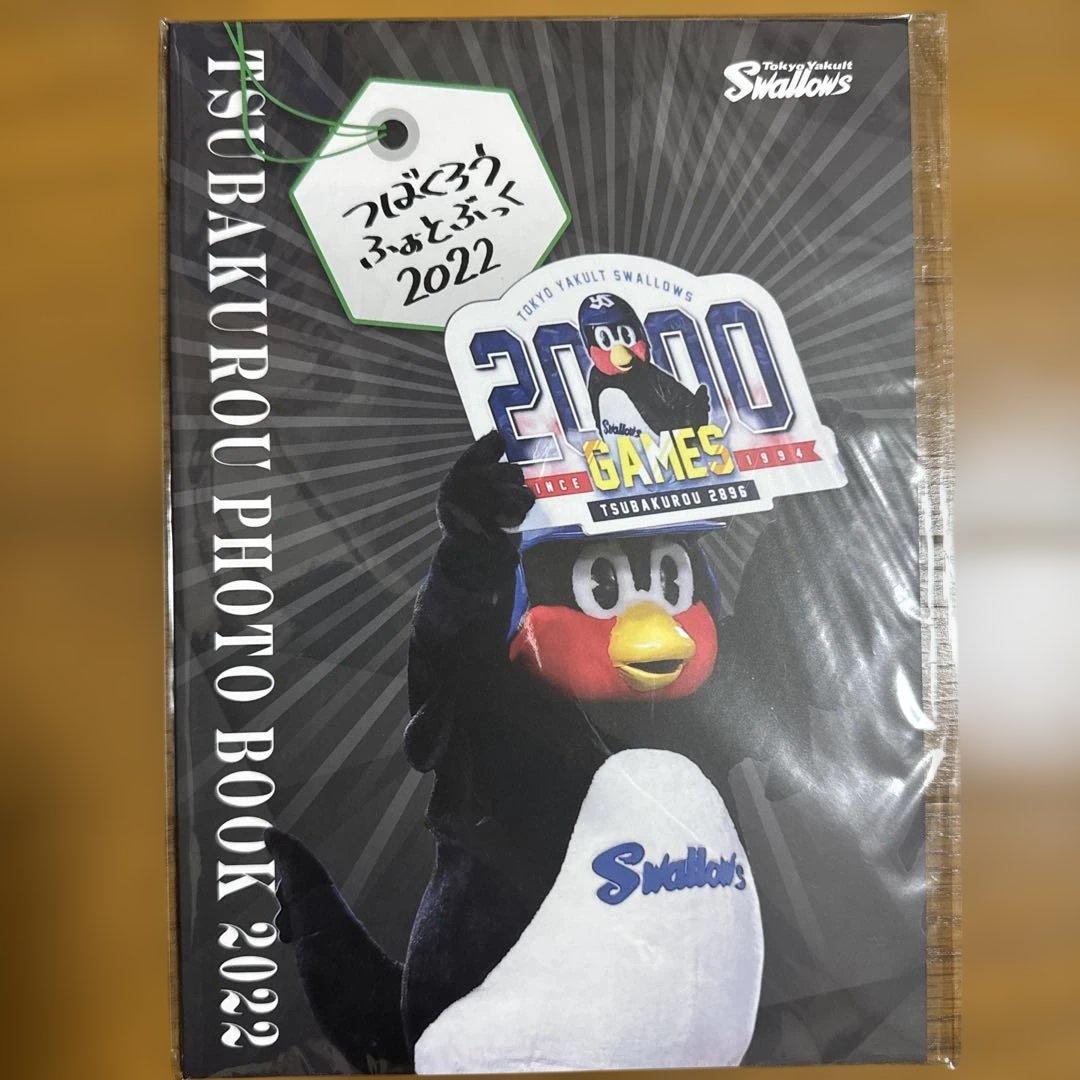 TSUBAKUROU PHOTO BOOK 2022
Tokyo Yakult
Swallows
つばくろう
ふぉとぶっく
2022
TOKYO YAKULT SWALLOWS
2000
Swallows
GAMES
SINCE 1994
TSUBAKUROU 2896
Swallows